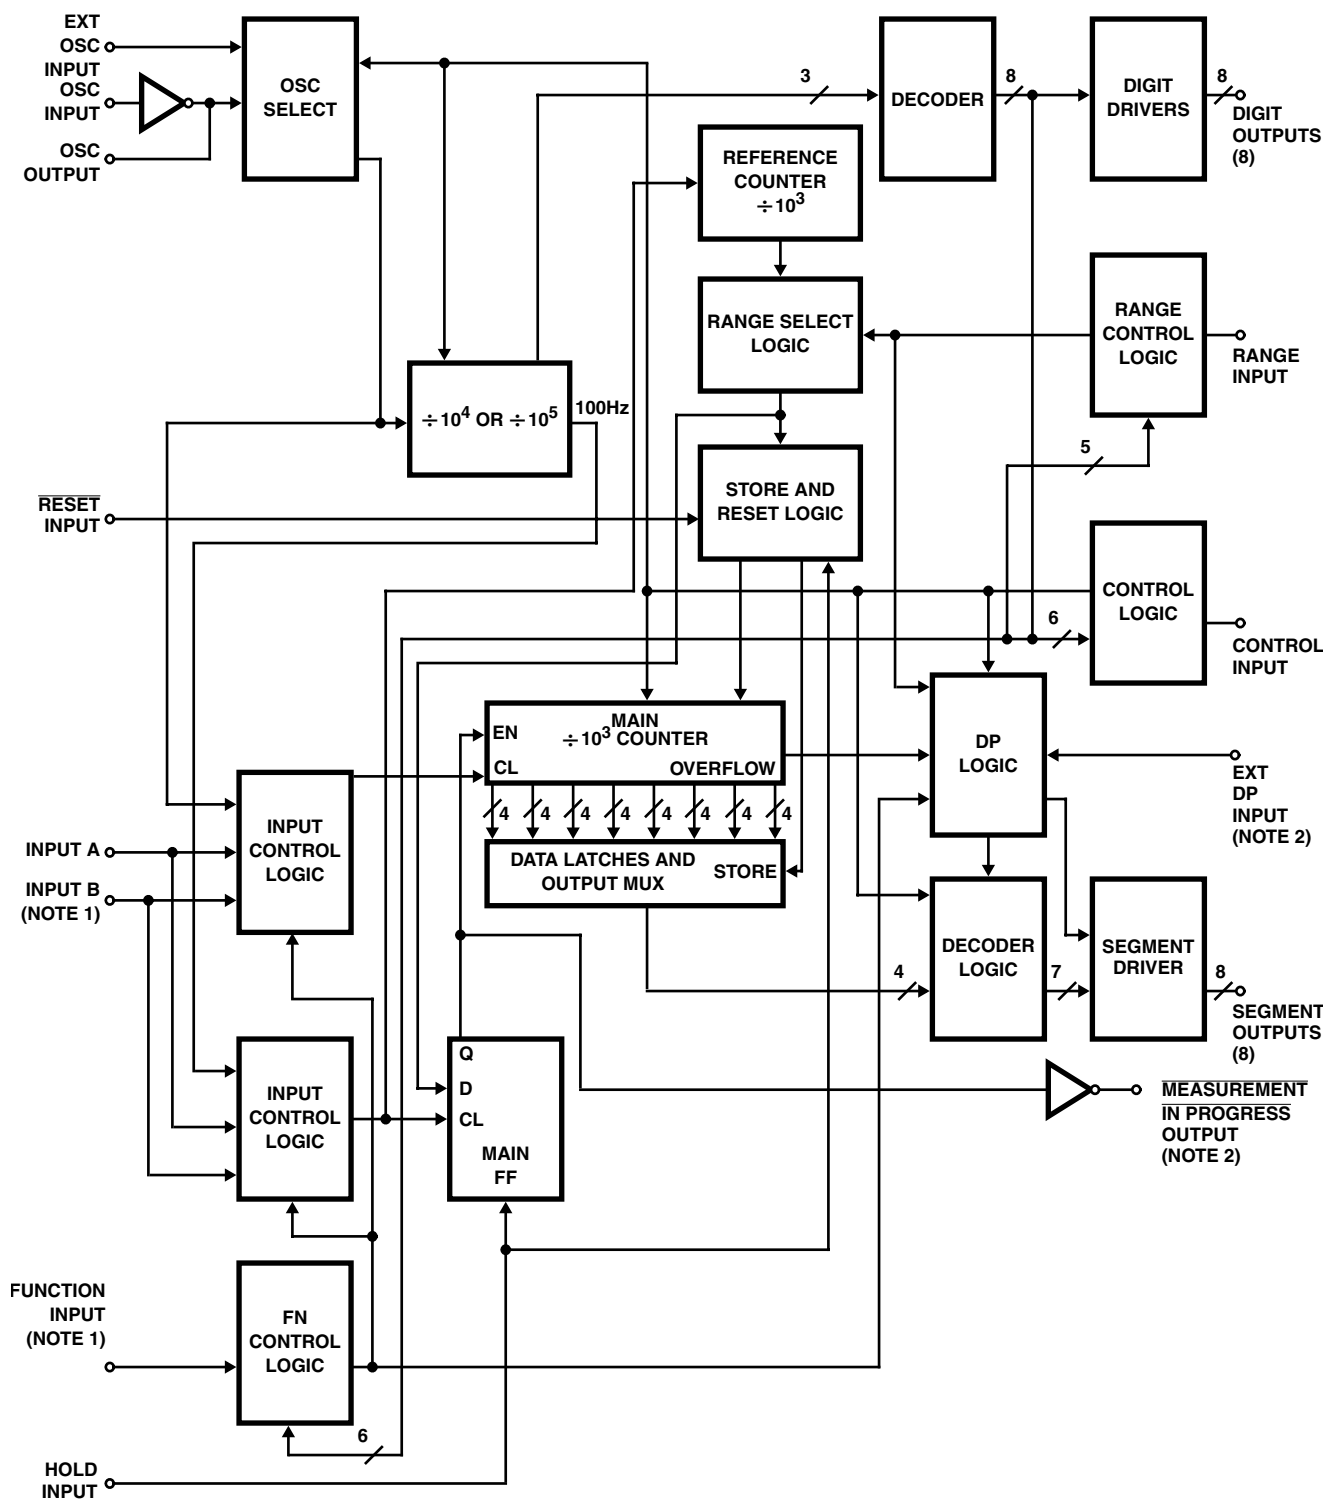 EXT
OSC
INPUT
OSC
INPUT
OSC
OUTPUT
OSC
SELECT
3
DECODER
8
DIGIT
DRIVERS
8
DIGIT
OUTPUTS
(8)
REFERENCE
COUNTER
÷10³
RANGE SELECT
LOGIC
RANGE
CONTROL
LOGIC
RANGE
INPUT
÷10⁴ OR ÷10⁵
100Hz
5
RESET
INPUT
STORE AND
RESET LOGIC
CONTROL
LOGIC
6
CONTROL
INPUT
MAIN
÷10³ COUNTER
EN
CL
OVERFLOW
4
4
4
4
4
4
4
4
DATA LATCHES AND
OUTPUT MUX
STORE
DP
LOGIC
EXT
DP
INPUT
(NOTE 2)
INPUT A
INPUT B
(NOTE 1)
INPUT
CONTROL
LOGIC
4
DECODER
LOGIC
7
SEGMENT
DRIVER
8
SEGMENT
OUTPUTS
(8)
INPUT
CONTROL
LOGIC
Q
D
CL
MAIN
FF
MEASUREMENT
IN PROGRESS
OUTPUT
(NOTE 2)
FUNCTION
INPUT
(NOTE 1)
FN
CONTROL
LOGIC
6
HOLD
INPUT